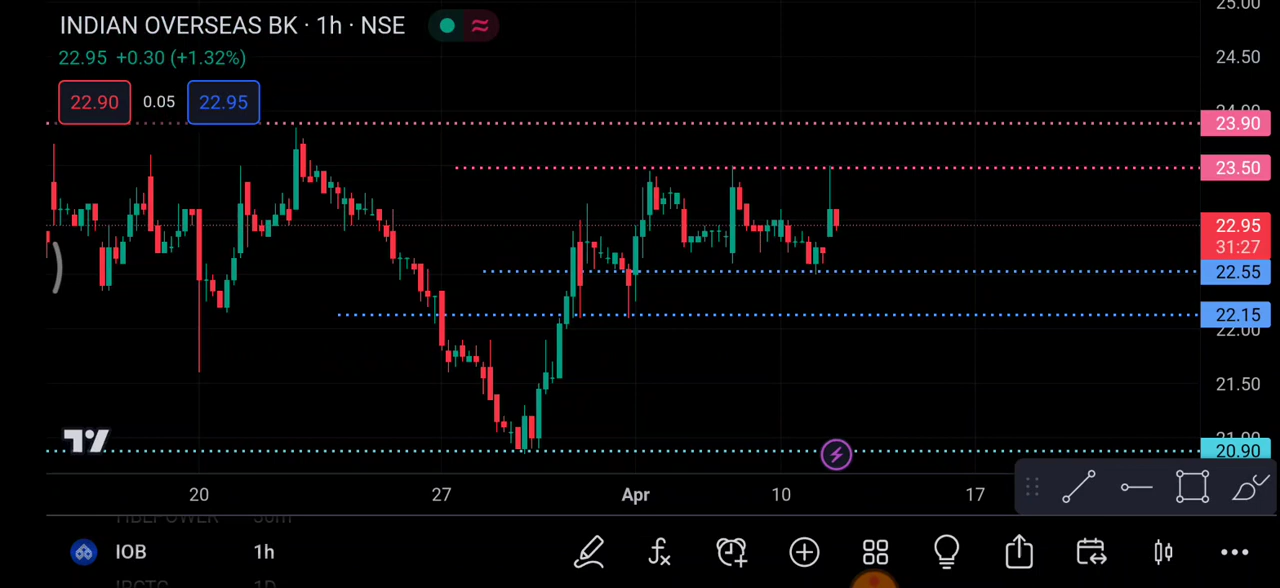 25.00
INDIAN OVERSEAS BK · 1h · NSE
22.95 +0.30 (+1.32%)
24.50
22.90 0.05 22.95
24.00
23.90
23.50
22.95
31:27
22.55
22.15
22.00
21.50
21.00
20.90
20 27 Apr 10 17
IOB 1h